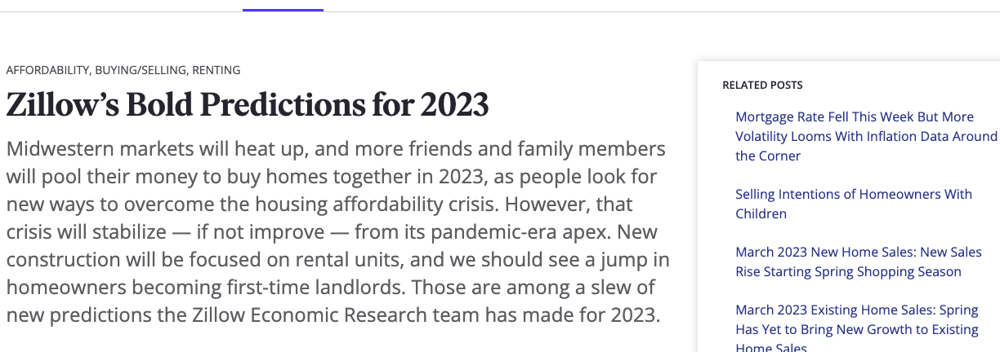 AFFORDABILITY, BUYING/SELLING, RENTING
Zillow’s Bold Predictions for 2023
Midwestern markets will heat up, and more friends and family members
will pool their money to buy homes together in 2023, as people look for
new ways to overcome the housing affordability crisis. However, that
crisis will stabilize — if not improve — from its pandemic-era apex. New
construction will be focused on rental units, and we should see a jump in
homeowners becoming first-time landlords. Those are among a slew of
new predictions the Zillow Economic Research team has made for 2023.
RELATED POSTS
Mortgage Rate Fell This Week But More
Volatility Looms With Inflation Data Around
the Corner
Selling Intentions of Homeowners With
Children
March 2023 New Home Sales: New Sales
Rise Starting Spring Shopping Season
March 2023 Existing Home Sales: Spring
Has Yet to Bring New Growth to Existing
Home Sales